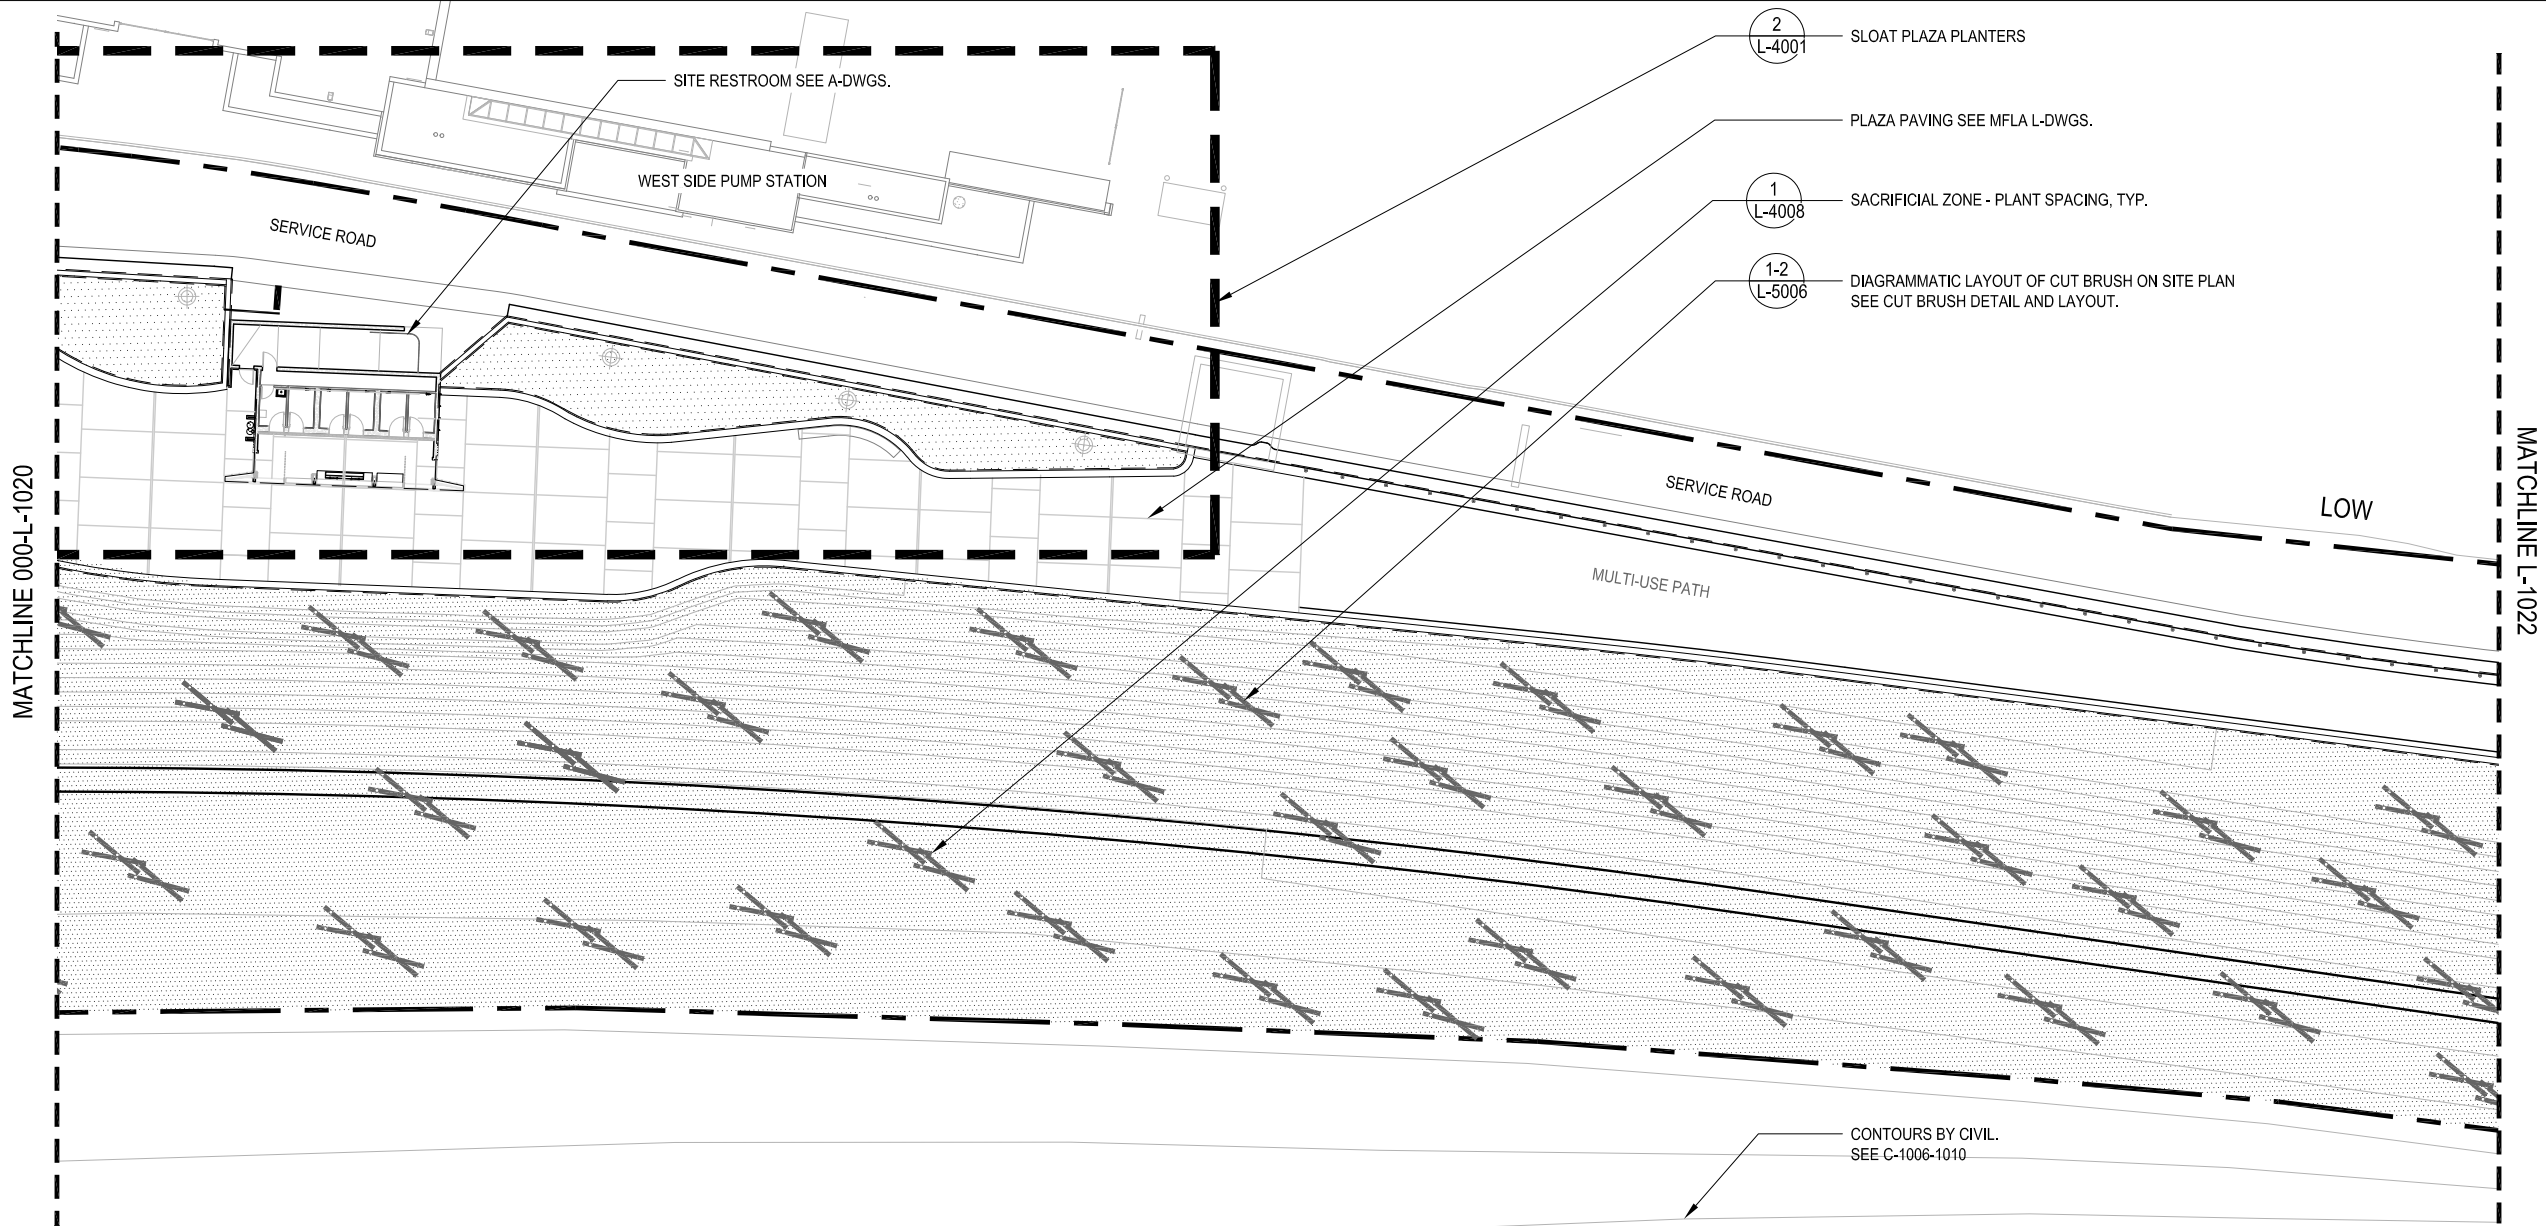 2
L-4001
SLOAT PLAZA PLANTERS
SITE RESTROOM SEE A-DWGS.
PLAZA PAVING SEE MFLA L-DWGS.
WEST SIDE PUMP STATION
1
L-4008
SACRIFICIAL ZONE - PLANT SPACING, TYP.
SERVICE ROAD
1-2
L-5006
DIAGRAMMATIC LAYOUT OF CUT BRUSH ON SITE PLAN
SEE CUT BRUSH DETAIL AND LAYOUT.
SERVICE ROAD
LOW
MULTI-USE PATH
MATCHLINE 000-L-1020
MATCHLINE L-1022
CONTOURS BY CIVIL.
SEE C-1006-1010